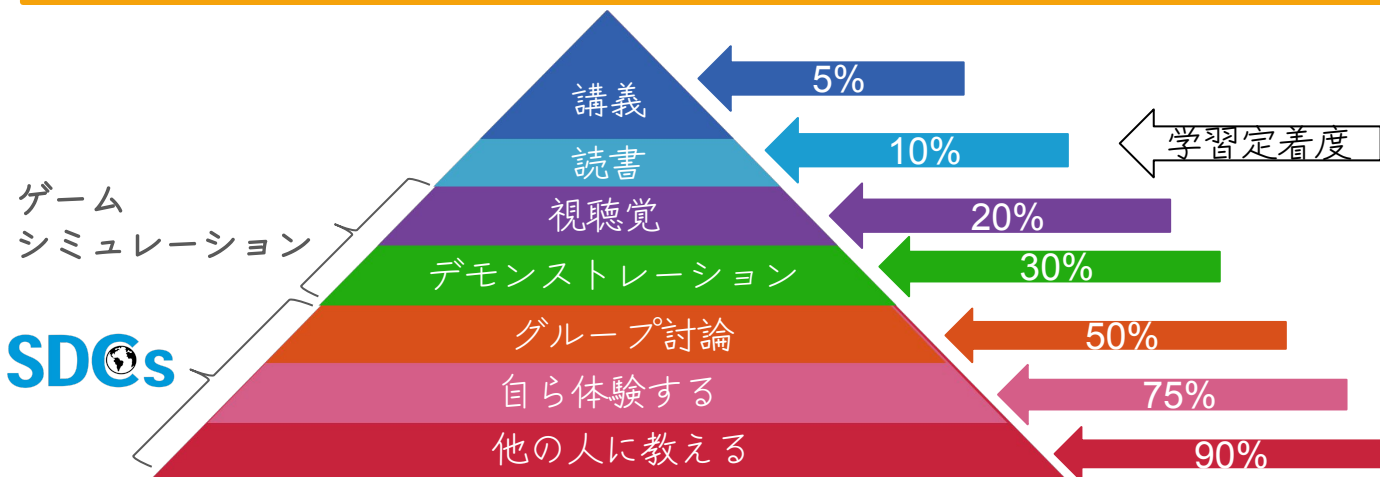 講義
5%
読書
10%
学習定着度
ゲーム
シミュレーション
視聴覚
20%
デモンストレーション
30%
SDCs
グループ討論
50%
自ら体験する
75%
他の人に教える
90%